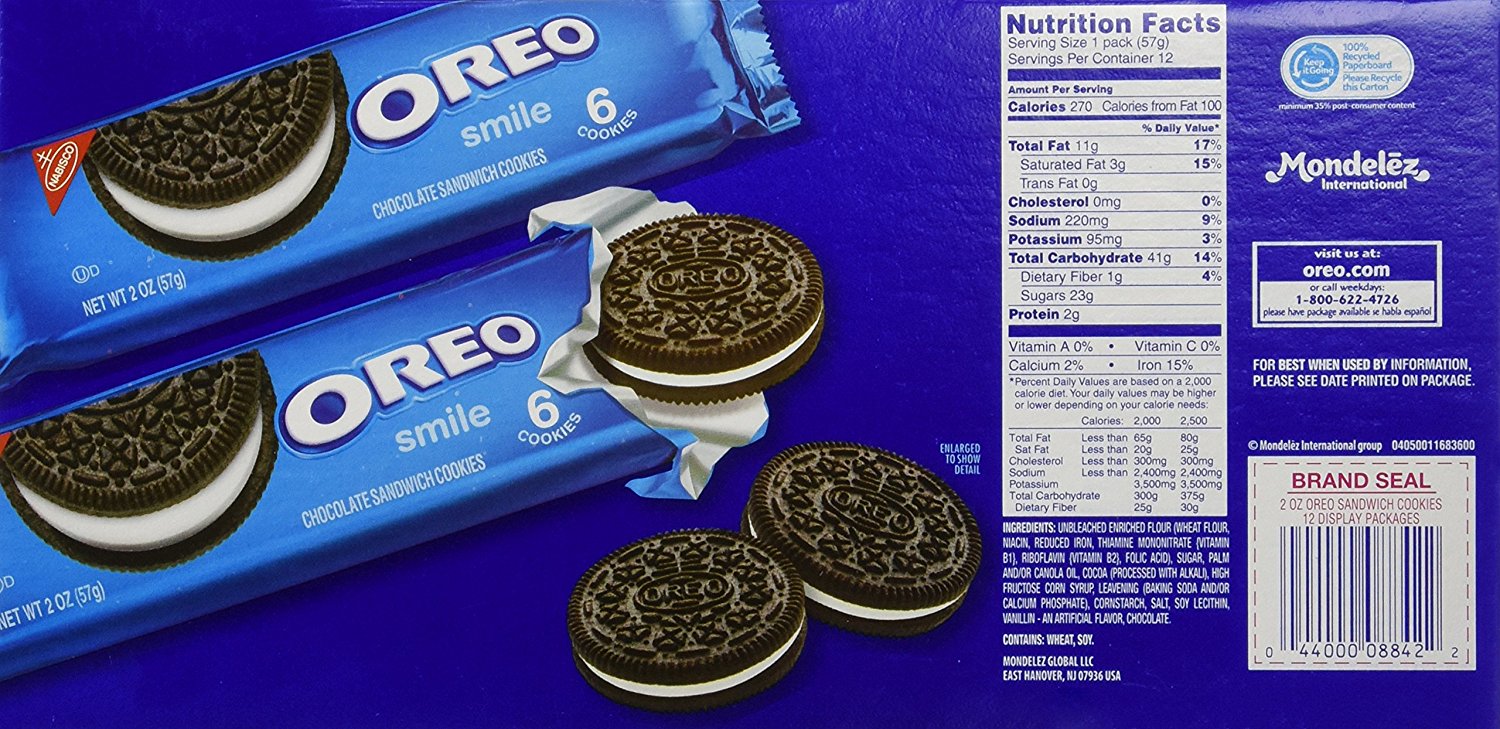 OREO
smile
6
COOKIES
CHOCOLATE SANDWICH COOKIES
NABISCO
UD
NET WT 2 OZ (57g)
OREO
OREO
smile
6
COOKIES
CHOCOLATE SANDWICH COOKIES
D
NET WT 2 OZ (57g)
OREO
OREO
ENLARGED
TO SHOW
DETAIL
Nutrition Facts
Serving Size 1 pack (57g)
Servings Per Container 12
Amount Per Serving
Calories 270 Calories from Fat 100
% Daily Value*
Total Fat 11g 17%
Saturated Fat 3g 15%
Trans Fat 0g
Cholesterol 0mg 0%
Sodium 220mg 9%
Potassium 95mg 3%
Total Carbohydrate 41g 14%
Dietary Fiber 1g 4%
Sugars 23g
Protein 2g
Vitamin A 0% • Vitamin C 0%
Calcium 2% • Iron 15%
*Percent Daily Values are based on a 2,000
calorie diet. Your daily values may be higher
or lower depending on your calorie needs:
Calories: 2,000 2,500
Total Fat Less than 65g 80g
Sat Fat Less than 20g 25g
Cholesterol Less than 300mg 300mg
Sodium Less than 2,400mg 2,400mg
Potassium 3,500mg 3,500mg
Total Carbohydrate 300g 375g
Dietary Fiber 25g 30g
INGREDIENTS: UNBLEACHED ENRICHED FLOUR (WHEAT FLOUR,
NIACIN, REDUCED IRON, THIAMINE MONONITRATE {VITAMIN
B1}, RIBOFLAVIN {VITAMIN B2}, FOLIC ACID), SUGAR, PALM
AND/OR CANOLA OIL, COCOA (PROCESSED WITH ALKALI), HIGH
FRUCTOSE CORN SYRUP, LEAVENING (BAKING SODA AND/OR
CALCIUM PHOSPHATE), CORNSTARCH, SALT, SOY LECITHIN,
VANILLIN - AN ARTIFICIAL FLAVOR, CHOCOLATE.
CONTAINS: WHEAT, SOY.
MONDELEZ GLOBAL LLC
EAST HANOVER, NJ 07936 USA
Keep
it Going
100%
Recycled
Paperboard
Please Recycle
this Carton
minimum 35% post-consumer content
Mondelēz
International
visit us at:
oreo.com
or call weekdays:
1-800-622-4726
please have package available se habla español
FOR BEST WHEN USED BY INFORMATION,
PLEASE SEE DATE PRINTED ON PACKAGE.
© Mondelēz International group 04050011683600
BRAND SEAL
2 OZ OREO SANDWICH COOKIES
12 DISPLAY PACKAGES
0 44000 08842 2
OREO